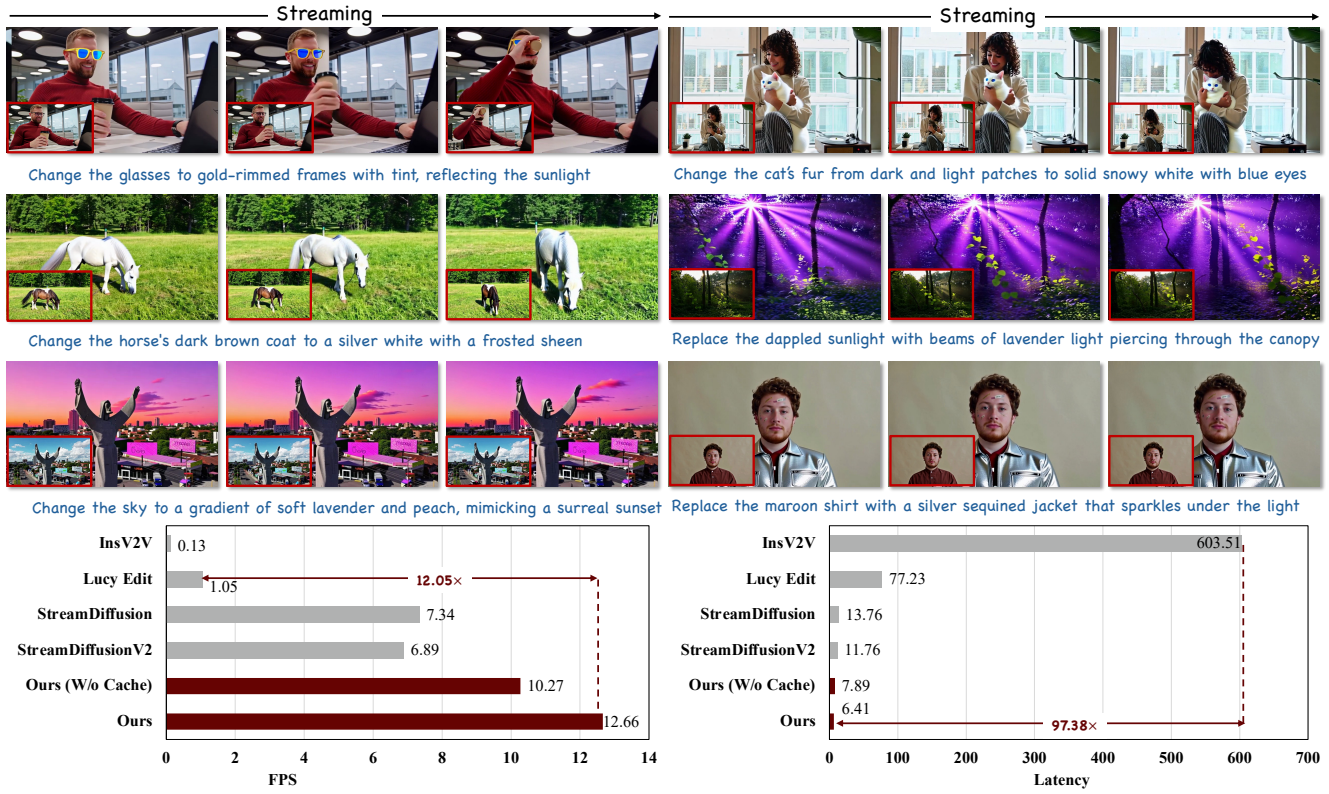 Streaming
Streaming
Change the glasses to gold-rimmed frames with tint, reflecting the sunlight
Change the cat's fur from dark and light patches to solid snowy white with blue eyes
Change the horse's dark brown coat to a silver white with a frosted sheen
Replace the dappled sunlight with beams of lavender light piercing through the canopy
Change the sky to a gradient of soft lavender and peach, mimicking a surreal sunset
Replace the maroon shirt with a silver sequined jacket that sparkles under the light
InsV2V 0.13
Lucy Edit 1.05 12.05×
StreamDiffusion 7.34
StreamDiffusionV2 6.89
Ours (W/o Cache) 10.27
Ours 12.66
0 2 4 6 8 10 12 14
FPS
InsV2V 603.51
Lucy Edit 77.23
StreamDiffusion 13.76
StreamDiffusionV2 11.76
Ours (W/o Cache) 7.89
Ours 6.41 97.38×
0 100 200 300 400 500 600 700
Latency